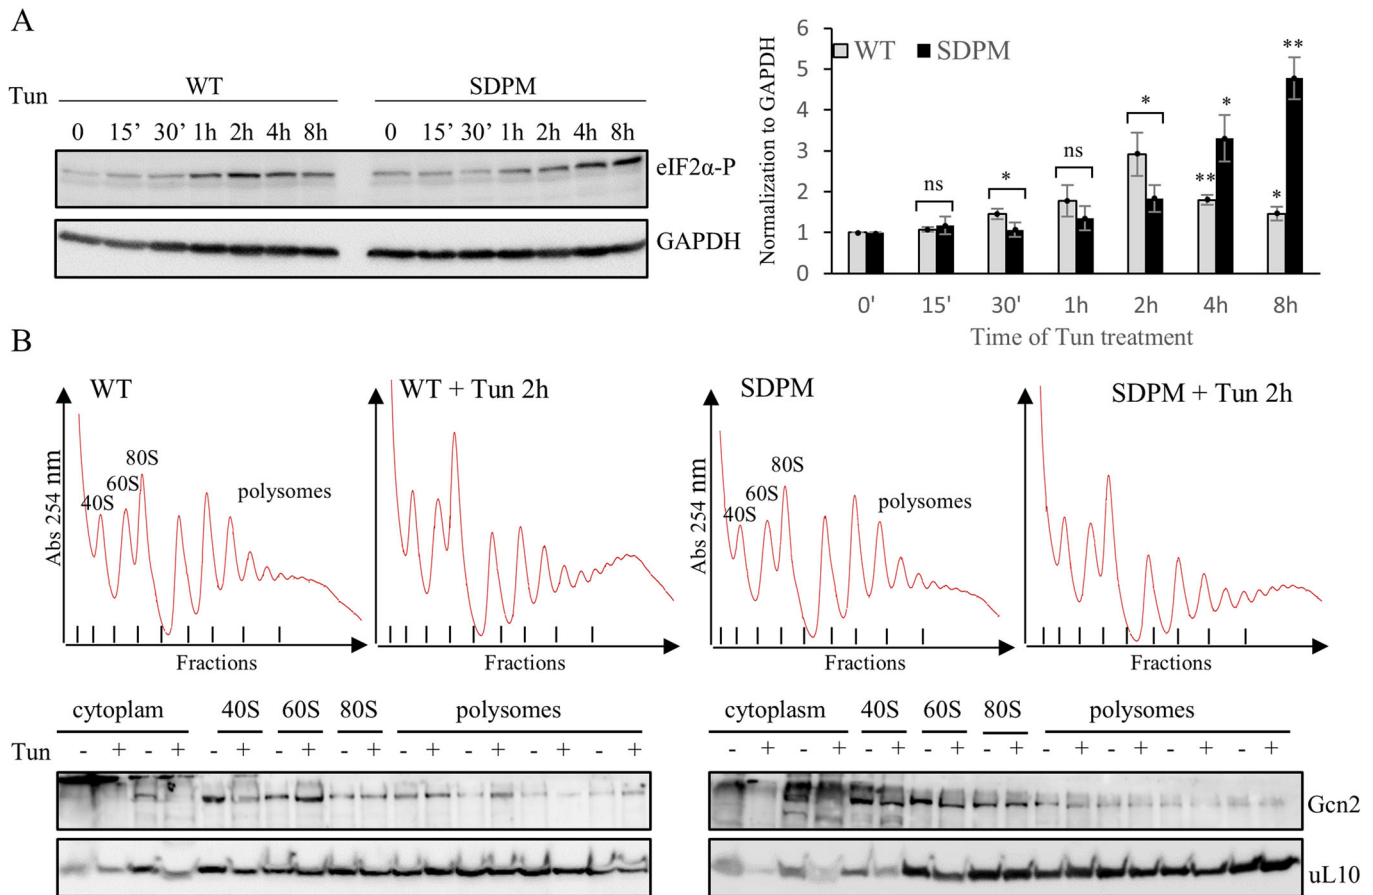 A
Tun
WT
SDPM
0 15’ 30’ 1h 2h 4h 8h
0 15’ 30’ 1h 2h 4h 8h
eIF2α-P
GAPDH
Normalization to GAPDH
6
5
4
3
2
1
0
WT SDPM
ns
*
ns
*
**
*
*
**
0' 15' 30' 1h 2h 4h 8h
Time of Tun treatment
B
WT
Abs 254 nm
40S
60S
80S
polysomes
Fractions
WT + Tun 2h
Fractions
SDPM
Abs 254 nm
40S
60S
80S
polysomes
Fractions
SDPM + Tun 2h
Fractions
cytoplam 40S 60S 80S polysomes
Tun - + - + - + - + - + - + - + - + - +
cytoplasm 40S 60S 80S polysomes
- + - + - + - + - + - + - + - + - +
Gcn2
uL10